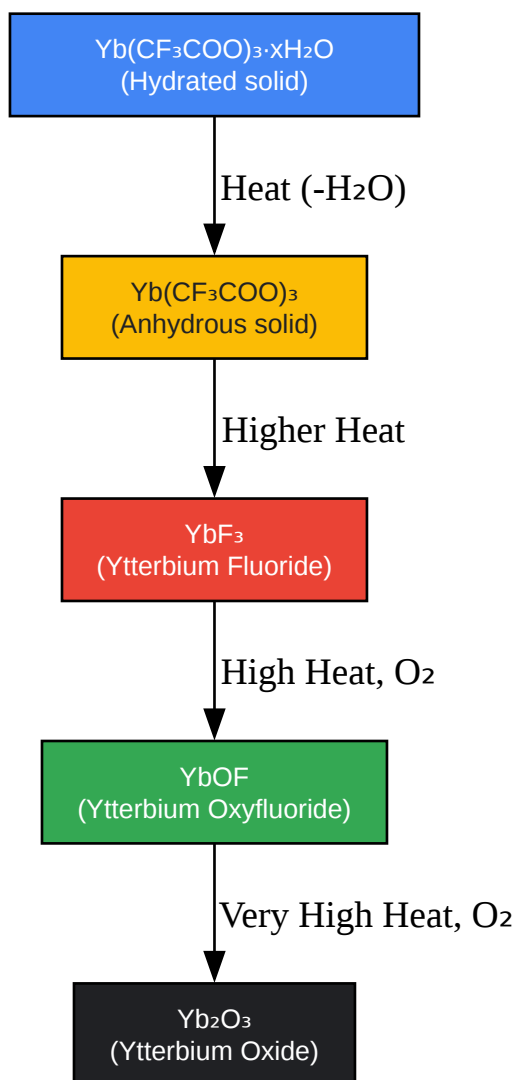 Yb(CF₃COO)₃·xH₂O
(Hydrated solid)
Heat (-H₂O)
Yb(CF₃COO)₃
(Anhydrous solid)
Higher Heat
YbF₃
(Ytterbium Fluoride)
High Heat, O₂
YbOF
(Ytterbium Oxyfluoride)
Very High Heat, O₂
Yb₂O₃
(Ytterbium Oxide)